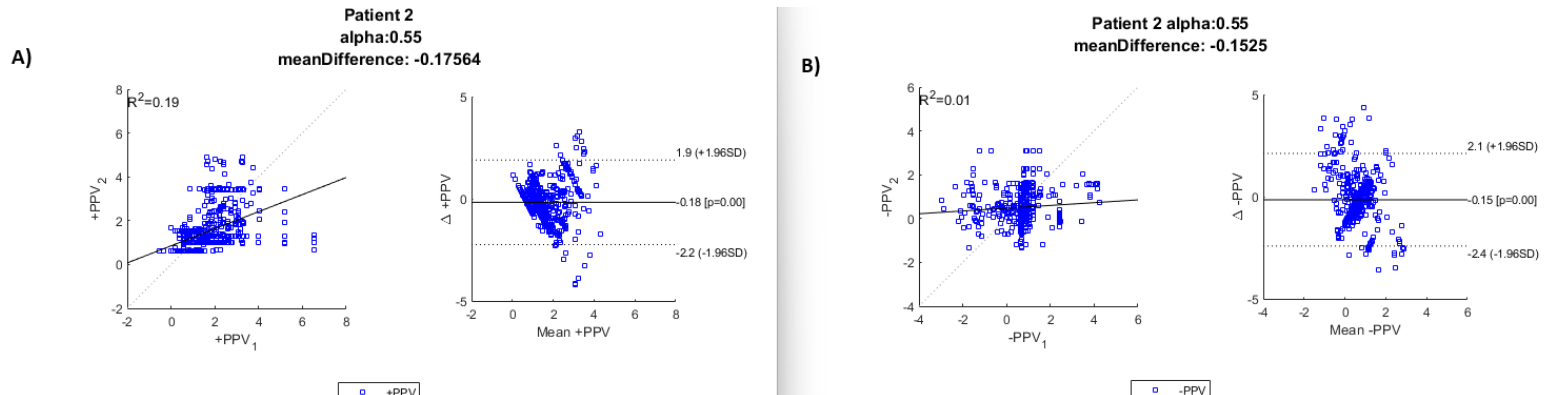 A)
Patient 2
alpha:0.55
meanDifference: -0.17564
R²=0.19
8
6
4
2
0
-2
-2 0 2 4 6 8
+PPV₂
+PPV₁
5
0
-5
-2 0 2 4 6 8
Δ +PPV
Mean +PPV
1.9 (+1.96SD)
-0.18 [p=0.00]
-2.2 (-1.96SD)
+PPV
B)
Patient 2 alpha:0.55
meanDifference: -0.1525
R²=0.01
6
4
2
0
-2
-4
-4 -2 0 2 4 6
-PPV₂
-PPV₁
5
0
-5
-4 -2 0 2 4 6
Δ -PPV
Mean -PPV
2.1 (+1.96SD)
-0.15 [p=0.00]
-2.4 (-1.96SD)
-PPV